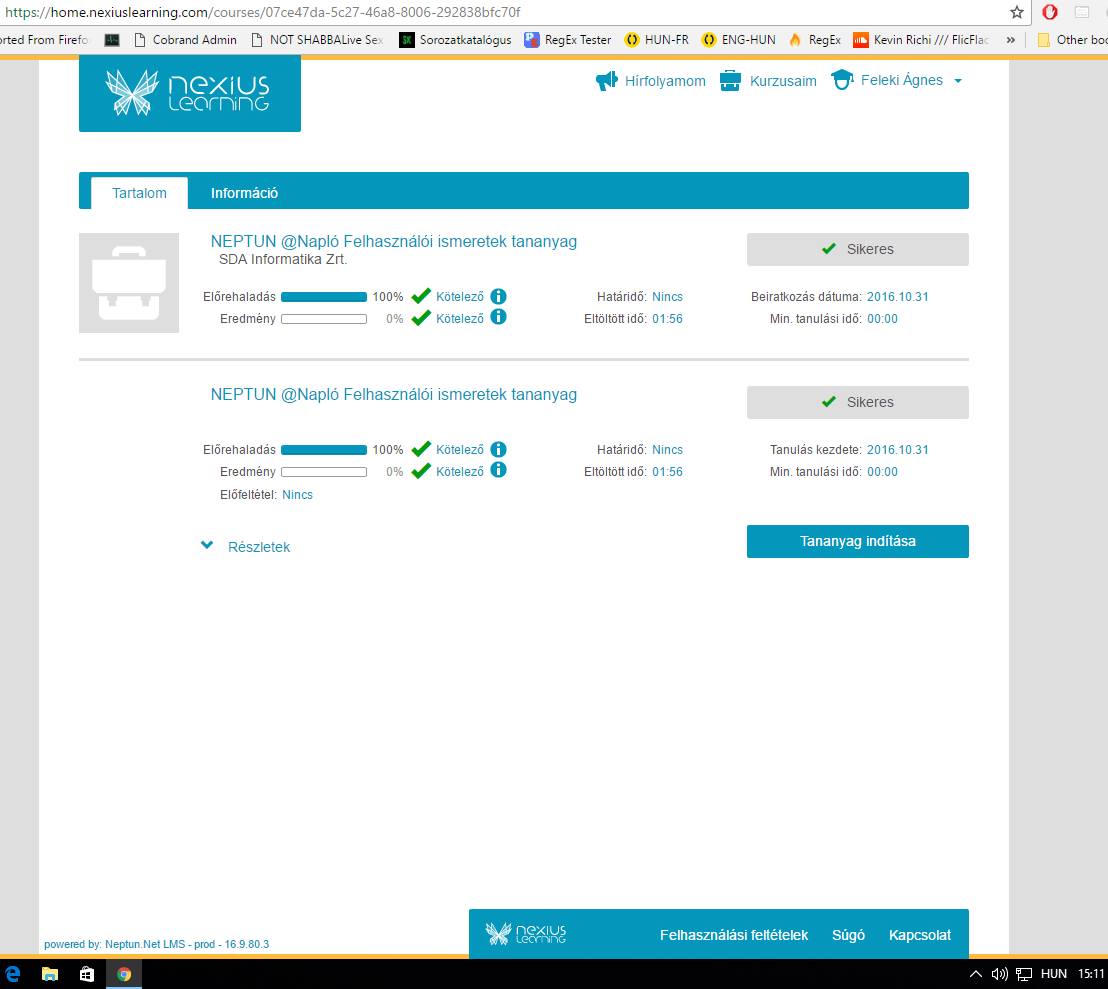 https://home.nexiuslearning.com/courses/07ce47da-5c27-46a8-8006-292838bfc70f
orted From Firefo Cobrand Admin NOT SHABBALive Sex SK Sorozatkatalógus RegEx Tester HUN-FR ENG-HUN RegEx Kevin Richi /// FlicFlac » Other boo
nexius Learning
Hírfolyamom Kurzusaim Feleki Ágnes
Tartalom Információ
NEPTUN @Napló Felhasználói ismeretek tananyag
SDA Informatika Zrt.
Sikeres
Előrehaladás 100% Kötelező Határidő: Nincs Beiratkozás dátuma: 2016.10.31
Eredmény 0% Kötelező Eltöltött idő: 01:56 Min. tanulási idő: 00:00
NEPTUN @Napló Felhasználói ismeretek tananyag
Sikeres
Előrehaladás 100% Kötelező Határidő: Nincs Tanulás kezdete: 2016.10.31
Eredmény 0% Kötelező Eltöltött idő: 01:56 Min. tanulási idő: 00:00
Előfeltétel: Nincs
Részletek
Tananyag indítása
powered by: Neptun.Net LMS - prod - 16.9.80.3
nexius Learning
Felhasználási feltételek Súgó Kapcsolat
HUN 15:11